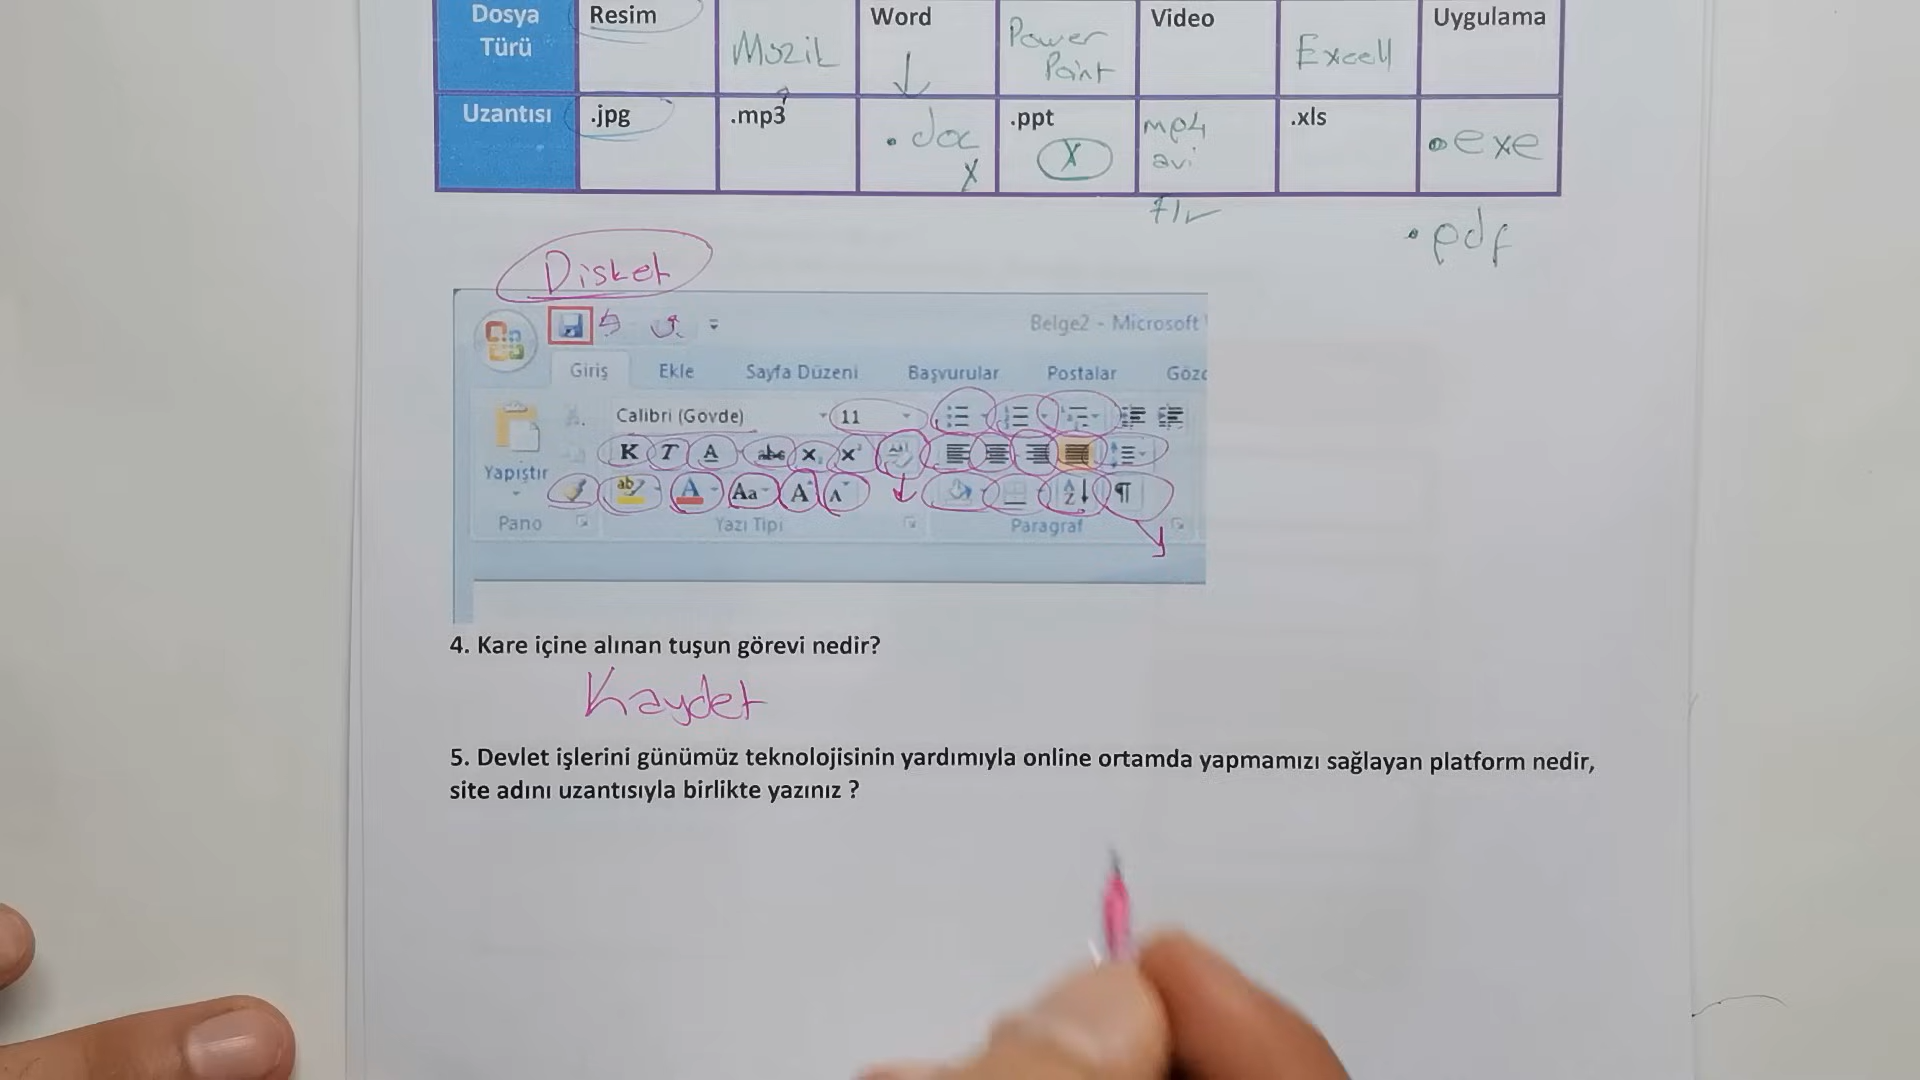 Dosya Türü Resim Müzik Word Power Point Video Excell Uygulama
Uzantısı .jpg .mp3 .doc x .ppt x mp4 avi flv .xls .exe
.pdf
Disket
Belge2 - Microsoft
Giriş Ekle Sayfa Düzeni Başvurular Postalar Gözc
Calibri (Gövde) 11
K T A abc x x
Yapıştır
ab A Aa A A A Z ¶
Pano Yazı Tipi Paragraf
4. Kare içine alınan tuşun görevi nedir?
Kaydet
5. Devlet işlerini günümüz teknolojisinin yardımıyla online ortamda yapmamızı sağlayan platform nedir,
site adını uzantısıyla birlikte yazınız ?